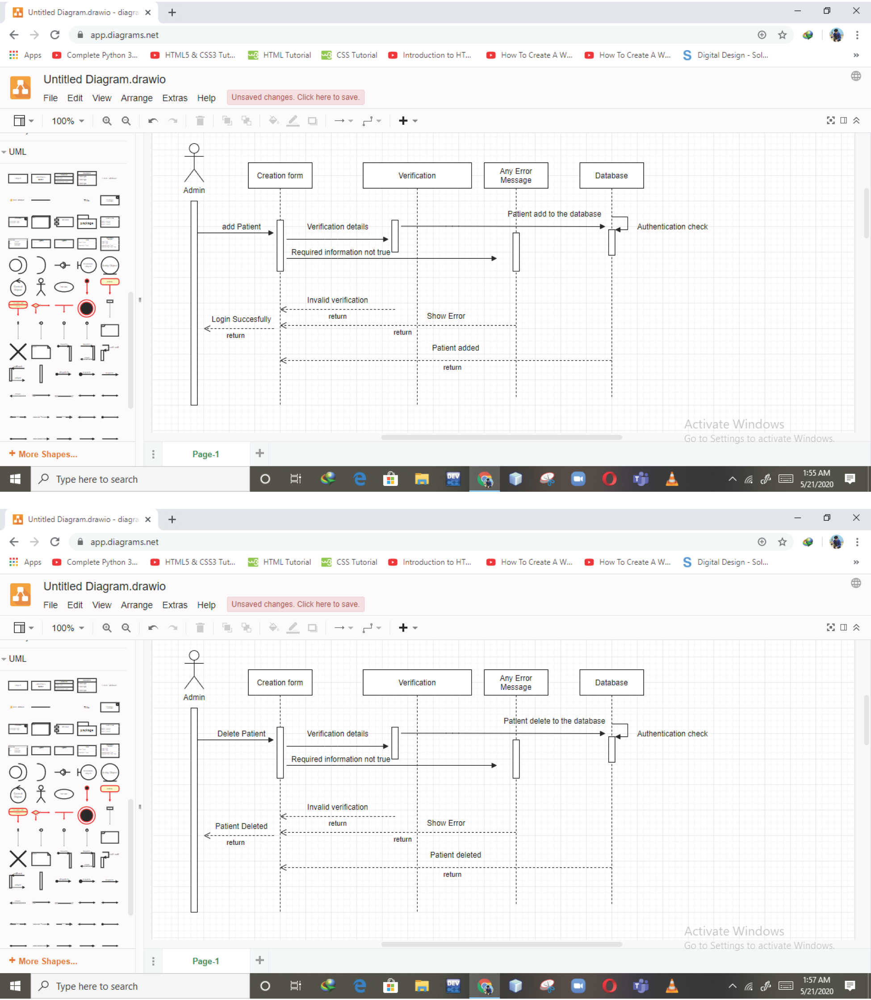 Untitled Diagram.drawio - diagra
app.diagrams.net
Apps Complete Python 3... HTML5 & CSS3 Tut... HTML Tutorial CSS Tutorial Introduction to HT... How To Create A W... How To Create A W... Digital Design - Sol... »
Untitled Diagram.drawio
File Edit View Arrange Extras Help Unsaved changes. Click here to save.
100%
UML
Admin
Creation form
Verification
Any Error
Message
Database
Patient add to the database
add Patient
Verification details
Authentication check
Required information not true
package
Invalid verification
return
Show Error
Login Succesfully
return
return
Patient added
return
Activate Windows
Go to Settings to activate Windows.
+ More Shapes...
Page-1
Type here to search
DEV
C++
1:55 AM
5/21/2020
Untitled Diagram.drawio - diagra
app.diagrams.net
Apps Complete Python 3... HTML5 & CSS3 Tut... HTML Tutorial CSS Tutorial Introduction to HT... How To Create A W... How To Create A W... Digital Design - Sol... »
Untitled Diagram.drawio
File Edit View Arrange Extras Help Unsaved changes. Click here to save.
100%
UML
Admin
Creation form
Verification
Any Error
Message
Database
Patient delete to the database
Delete Patient
Verification details
Authentication check
Required information not true
package
Invalid verification
return
Show Error
Patient Deleted
return
return
Patient deleted
return
Activate Windows
Go to Settings to activate Windows.
+ More Shapes...
Page-1
Type here to search
DEV
C++
1:57 AM
5/21/2020